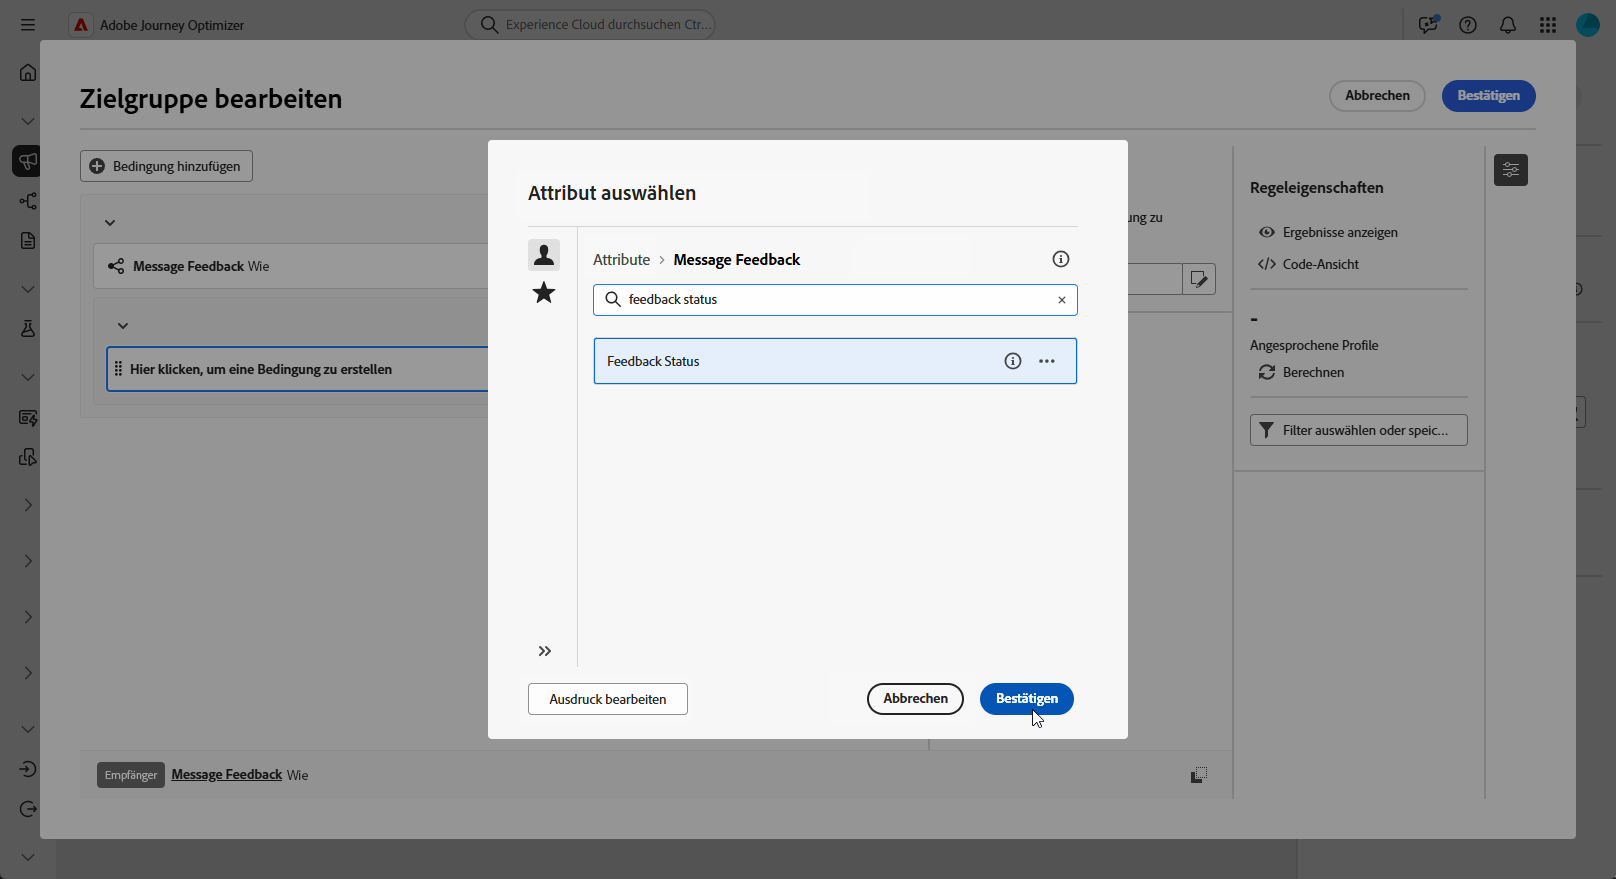 Adobe Journey Optimizer
Experience Cloud durchsuchen Ctr...
Zielgruppe bearbeiten
Abbrechen
Bestätigen
Bedingung hinzufügen
Message Feedback Wie
Hier klicken, um eine Bedingung zu erstellen
ung zu
Attribut auswählen
Attribute > Message Feedback
feedback status
Feedback Status
Ausdruck bearbeiten
Abbrechen
Bestätigen
Regeleigenschaften
Ergebnisse anzeigen
Code-Ansicht
-
Angesprochene Profile
Berechnen
Filter auswählen oder speic...
Empfänger Message Feedback Wie